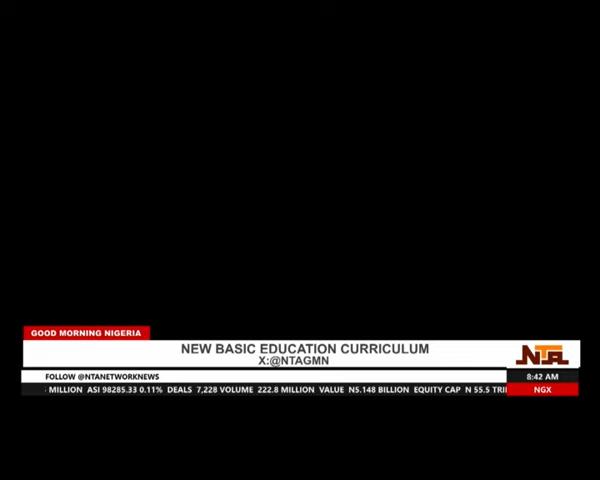 GOOD MORNING NIGERIA
NEW BASIC EDUCATION CURRICULUM
X:@NTAGMN
NTA
FOLLOW @NTANETWORKNEWS
8:42 AM
MILLION ASI 98285.33 0.11% DEALS 7,228 VOLUME 222.8 MILLION VALUE N5.148 BILLION EQUITY CAP N 55.5
NGX